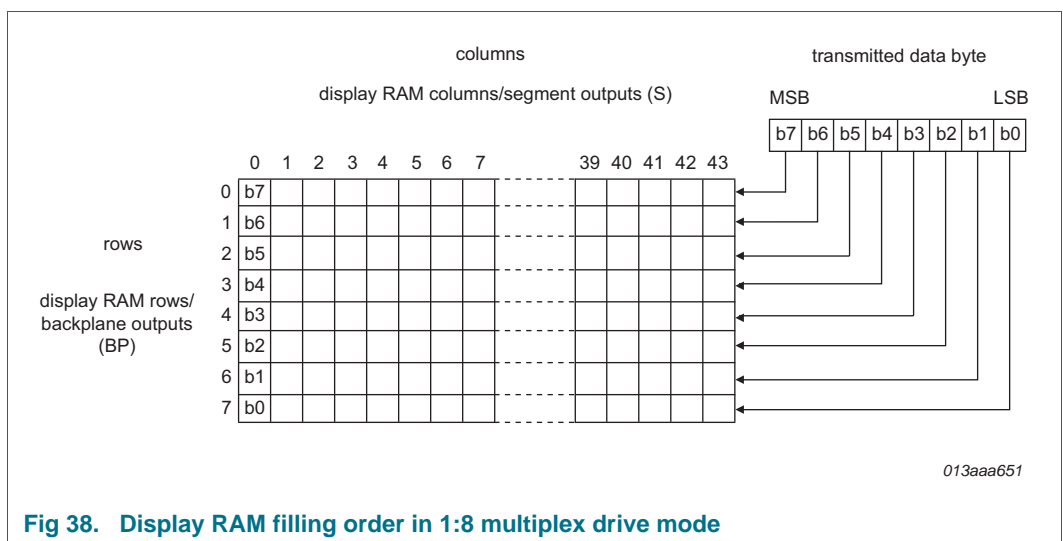 columns
transmitted data byte
display RAM columns/segment outputs (S)
MSB LSB
b7 b6 b5 b4 b3 b2 b1 b0
0 1 2 3 4 5 6 7 39 40 41 42 43
0 b7
1 b6
rows
2 b5
3 b4
display RAM rows/
backplane outputs
(BP)
4 b3
5 b2
6 b1
7 b0
013aaa651
Fig 38. Display RAM filling order in 1:8 multiplex drive mode